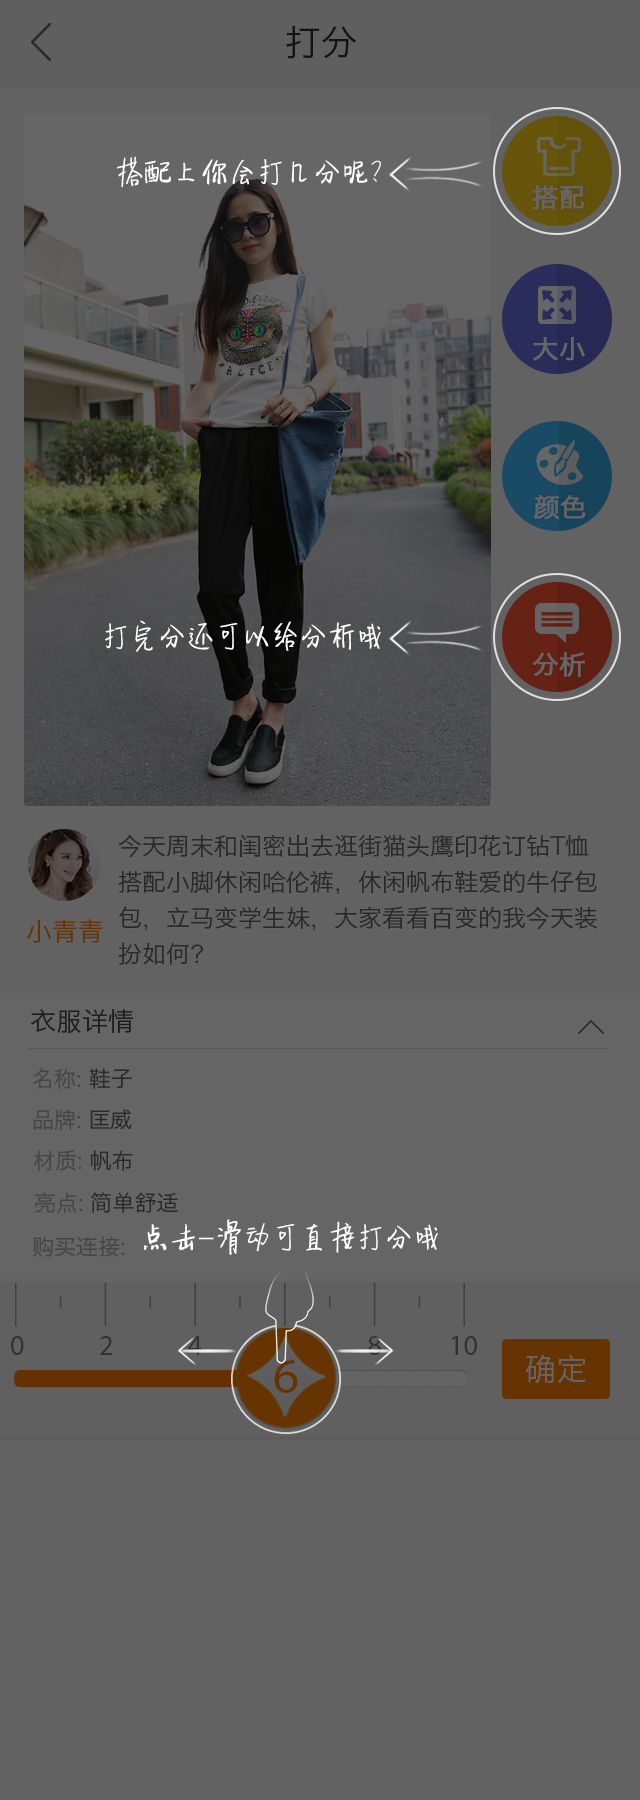 打分
搭配上你会打几分呢?
搭配
大小
颜色
打完分还可以给分析哦
分析
今天周末和闺密出去逛街猫头鹰印花订钻T恤
搭配小脚休闲哈伦裤，休闲帆布鞋爱的牛仔包
包，立马变学生妹，大家看看百变的我今天装
扮如何?
小青青
衣服详情
名称: 鞋子
品牌: 匡威
材质: 帆布
亮点: 简单舒适
购买连接:
点击-滑动可直接打分哦
0 2 4 8 10
6
确定